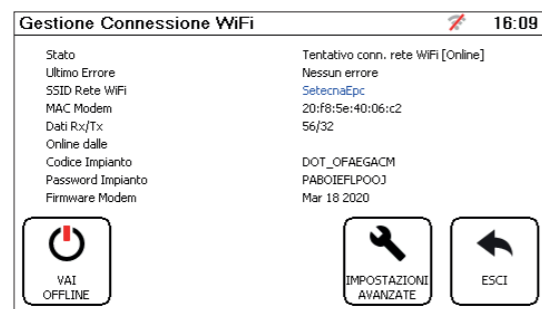 Gestione Connessione WiFi 16:09
Stato Tentativo conn. rete WiFi [Online]
Ultimo Errore Nessun errore
SSID Rete WiFi SetecnaEpc
MAC Modem 20:f8:5e:40:06:c2
Dati Rx/Tx 56/32
Online dalle
Codice Impianto DOT_OFAEGACM
Password Impianto PABOIEFLPOOJ
Firmware Modem Mar 18 2020
VAI
OFFLINE
IMPOSTAZIONI
AVANZATE
ESCI